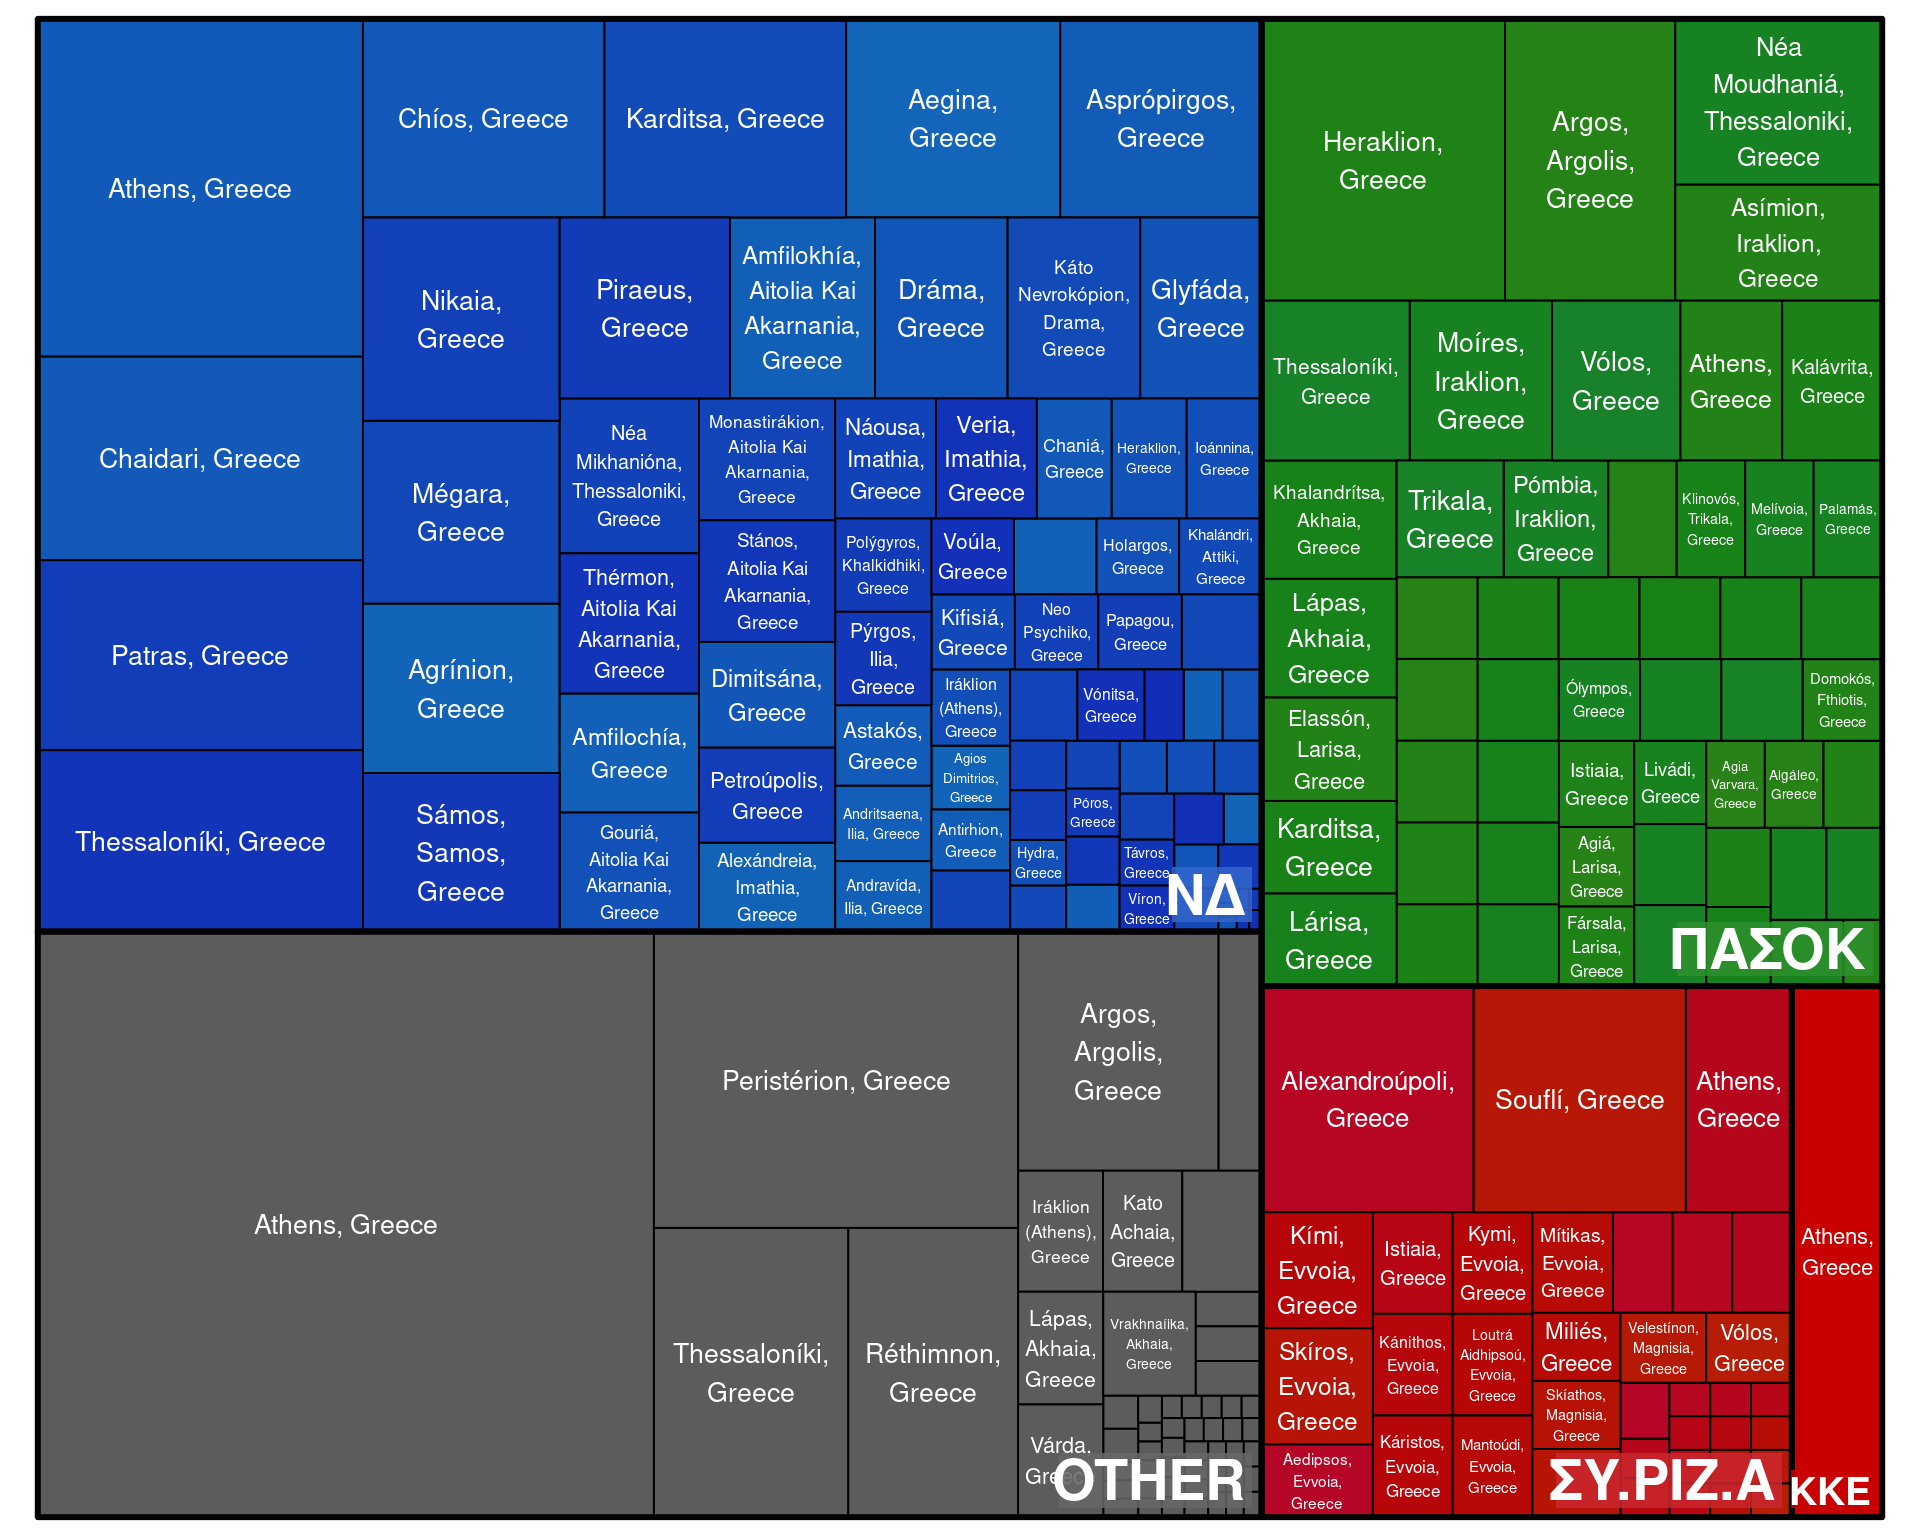 Athens, Greece
Chaidari, Greece
Patras, Greece
Thessaloníki, Greece
Chíos, Greece
Karditsa, Greece
Aegina,
Greece
Asprópirgos,
Greece
Nikaia,
Greece
Mégara,
Greece
Agrínion,
Greece
Sámos,
Samos,
Greece
Piraeus,
Greece
Amfilokhía,
Aitolia Kai
Akarnania,
Greece
Dráma,
Greece
Káto
Nevrokópion,
Drama,
Greece
Glyfáda,
Greece
Néa
Mikhanióna,
Thessaloniki,
Greece
Thérmon,
Aitolia Kai
Akarnania,
Greece
Amfilochía,
Greece
Gouriá,
Aitolia Kai
Akarnania,
Greece
Monastirákion,
Aitolia Kai
Akarnania,
Greece
Stános,
Aitolia Kai
Akarnania,
Greece
Dimitsána,
Greece
Petroúpolis,
Greece
Alexándreia,
Imathia,
Greece
Náousa,
Imathia,
Greece
Veria,
Imathia,
Greece
Chaniá,
Greece
Heraklion,
Greece
Ioánnina,
Greece
Polýgyros,
Khalkidhiki,
Greece
Pýrgos,
Ilia,
Greece
Astakós,
Greece
Andritsaena,
Ilia, Greece
Andravída,
Ilia, Greece
Voúla,
Greece
Holargos,
Greece
Khalándri,
Attiki,
Greece
Kifisiá,
Greece
Neo
Psychiko,
Greece
Papagou,
Greece
Iráklion
(Athens),
Greece
Vónitsa,
Greece
Agios
Dimitrios,
Greece
Antirhion,
Greece
Póros,
Greece
Hydra,
Greece
Távros,
Greece
Víron,
Greece
ΝΔ
Heraklion,
Greece
Argos,
Argolis,
Greece
Néa
Moudhaniá,
Thessaloniki,
Greece
Asímion,
Iraklion,
Greece
Thessaloníki,
Greece
Moíres,
Iraklion,
Greece
Vólos,
Greece
Athens,
Greece
Kalávrita,
Greece
Khalandrítsa,
Akhaia,
Greece
Lápas,
Akhaia,
Greece
Elassón,
Larisa,
Greece
Karditsa,
Greece
Lárisa,
Greece
Trikala,
Greece
Pómbia,
Iraklion,
Greece
Klinovós,
Trikala,
Greece
Melívoia,
Greece
Palamás,
Greece
Ólympos,
Greece
Domokós,
Fthiotis,
Greece
Istiaia,
Greece
Livádi,
Greece
Agia
Varvara,
Greece
Aigáleo,
Greece
Agiá,
Larisa,
Greece
Fársala,
Larisa,
Greece
ΠΑΣΟΚ
Athens, Greece
Peristérion, Greece
Thessaloníki,
Greece
Réthimnon,
Greece
Argos,
Argolis,
Greece
Iráklion
(Athens),
Greece
Kato
Achaia,
Greece
Lápas,
Akhaia,
Greece
Vrakhnaíika,
Akhaia,
Greece
Várda,
Greece
OTHER
Alexandroúpoli,
Greece
Souflí, Greece
Athens,
Greece
Kími,
Evvoia,
Greece
Skíros,
Evvoia,
Greece
Aedipsos,
Evvoia,
Greece
Istiaia,
Greece
Kymi,
Evvoia,
Greece
Mítikas,
Evvoia,
Greece
Kánithos,
Evvoia,
Greece
Loutrá
Aidhipsoú,
Evvoia,
Greece
Káristos,
Evvoia,
Greece
Mantoúdi,
Evvoia,
Greece
Miliés,
Greece
Velestínon,
Magnisia,
Greece
Vólos,
Greece
Skíathos,
Magnisia,
Greece
ΣΥ.ΡΙΖ.Α
Athens,
Greece
ΚΚΕ